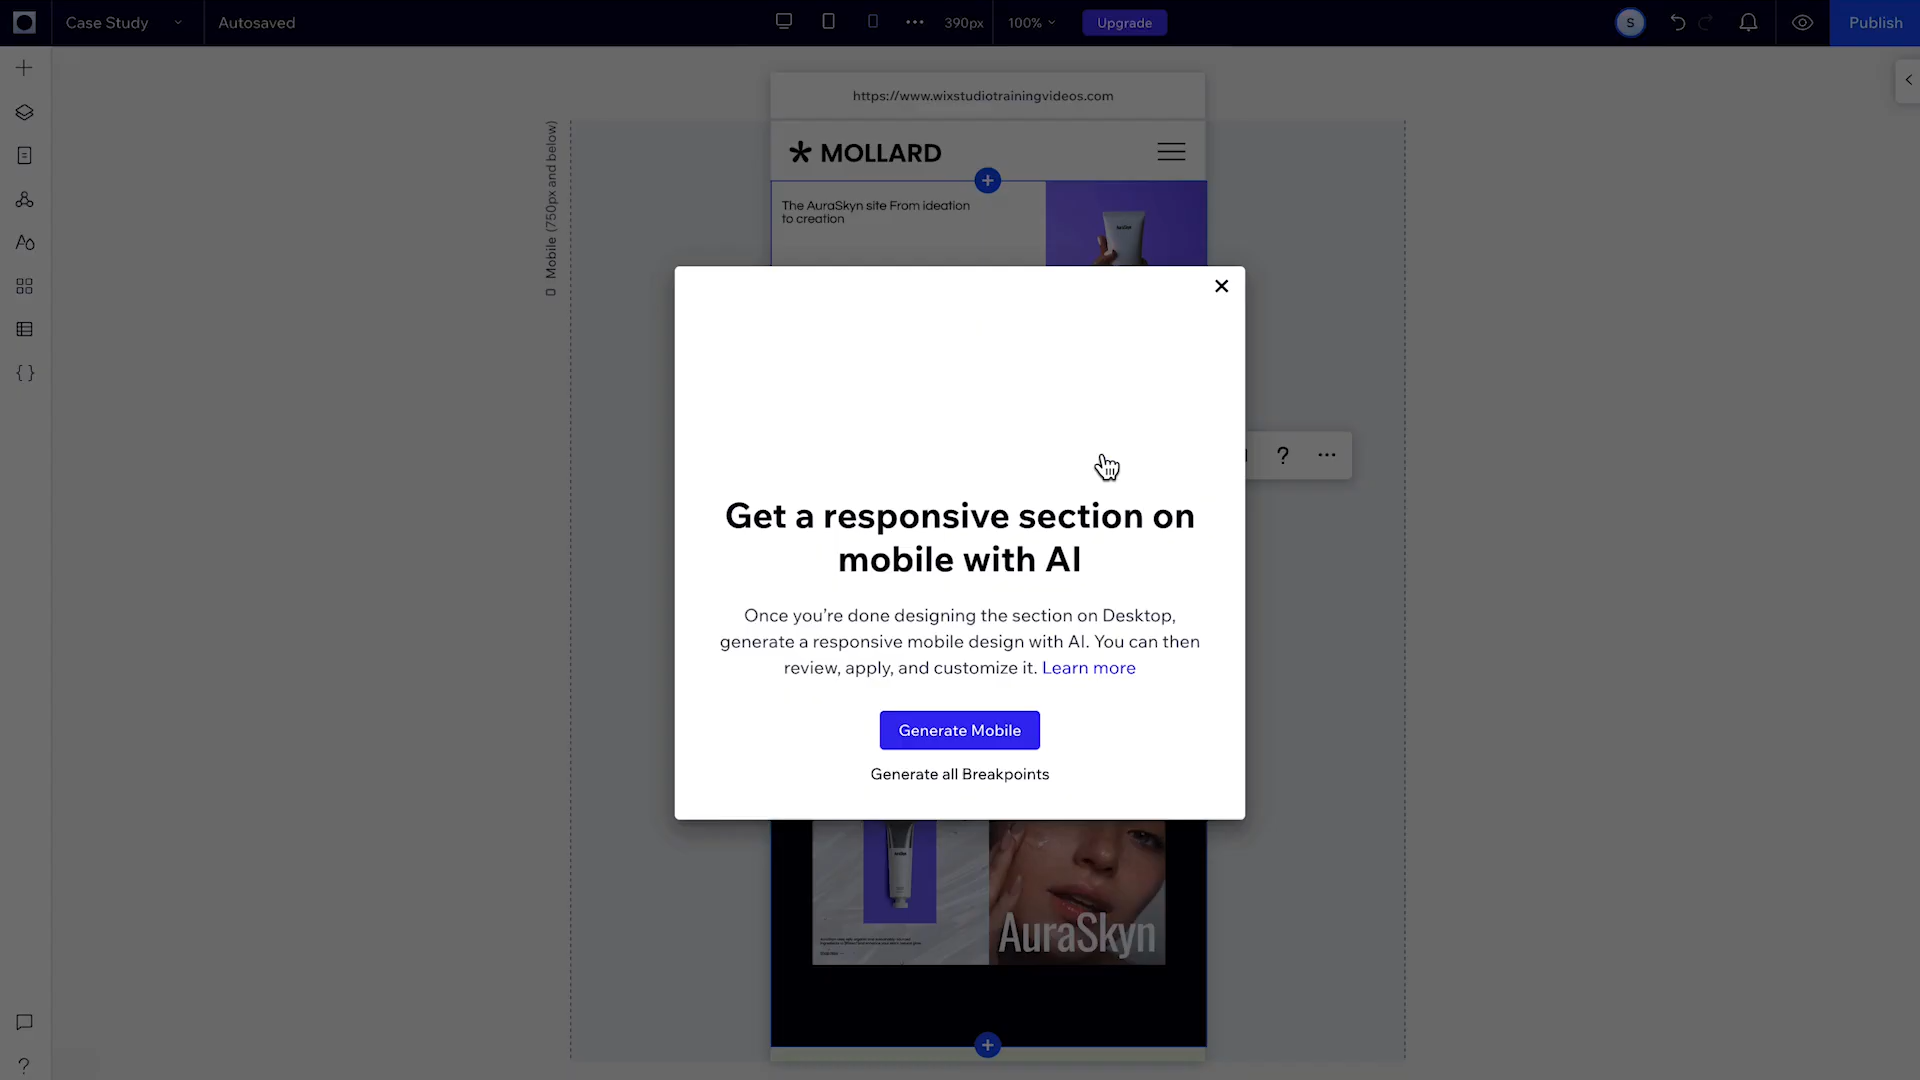 Case Study
Autosaved
390px
100%
Upgrade
S
Publish
https://www.wixstudiotrainingvideos.com
MOLLARD
Mobile (750px and below)
The AuraSkyn site From ideation
to creation
Get a responsive section on
mobile with AI
Once you're done designing the section on Desktop,
generate a responsive mobile design with AI. You can then
review, apply, and customize it. Learn more
Generate Mobile
Generate all Breakpoints
AuraSkyn